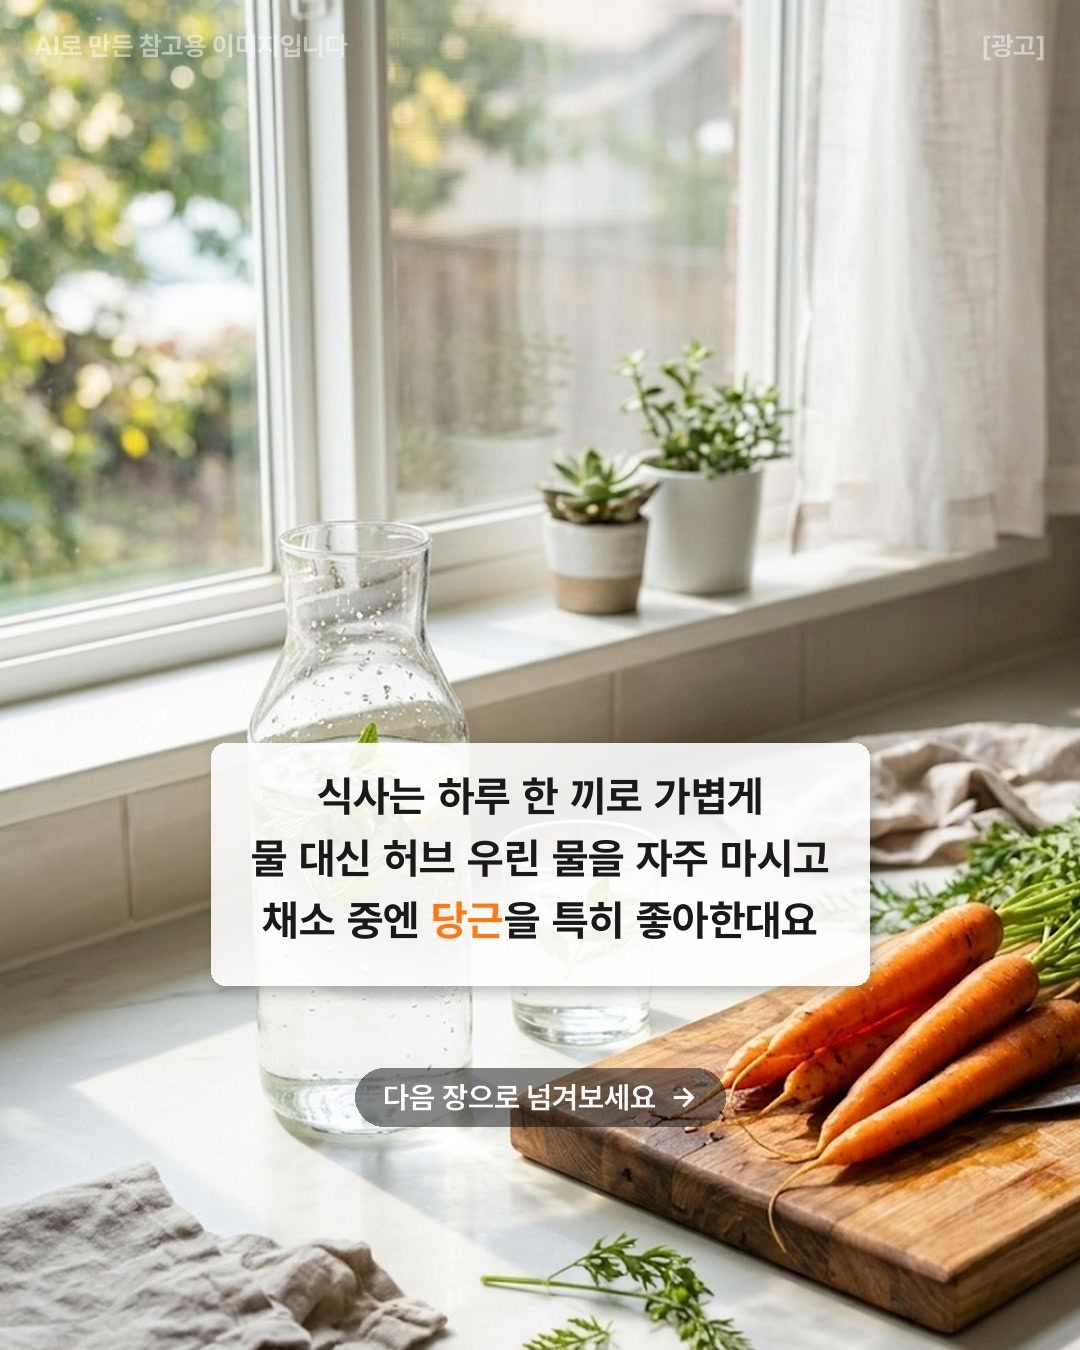 AI로 만든 참고용 이미지입니다
[광고]
식사는 하루 한 끼로 가볍게
물 대신 허브 우린 물을 자주 마시고
채소 중엔 당근을 특히 좋아한대요
다음 장으로 넘겨보세요 →